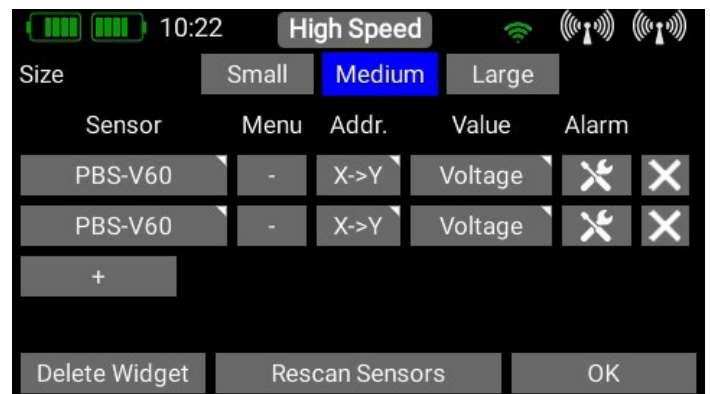 10:22 High Speed
Size Small Medium Large
Sensor Menu Addr. Value Alarm
PBS-V60 - X->Y Voltage
PBS-V60 - X->Y Voltage
+
Delete Widget Rescan Sensors OK